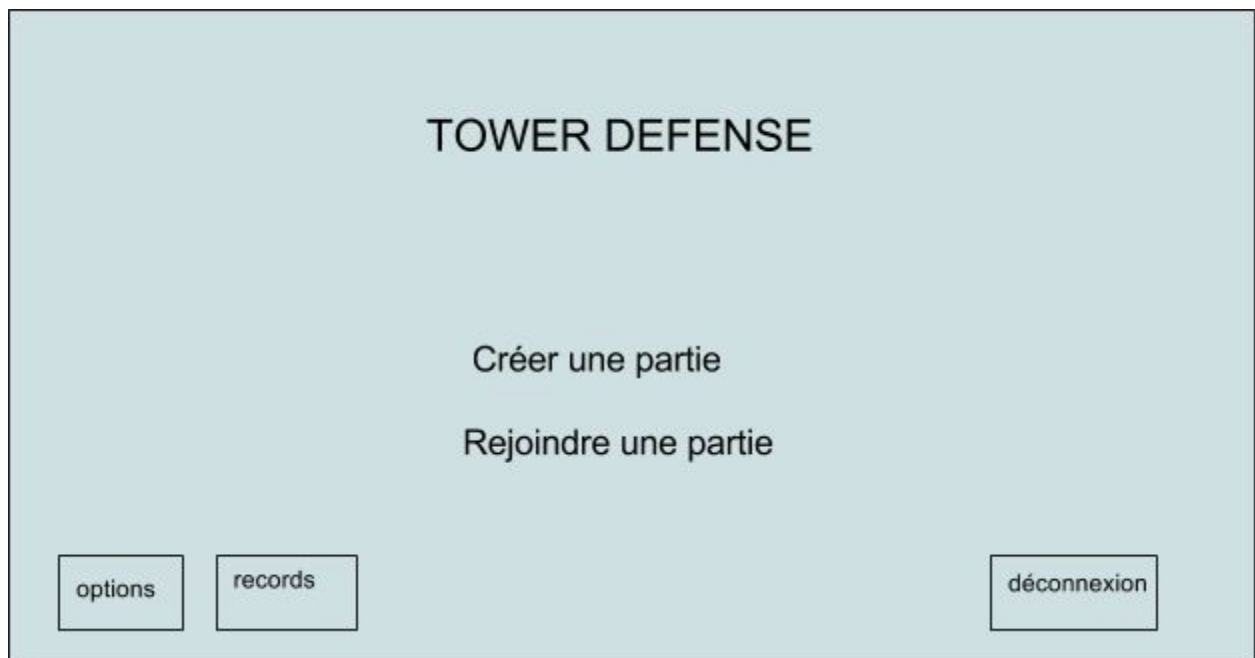 TOWER DEFENSE
Créer une partie
Rejoindre une partie
options
records
déconnexion